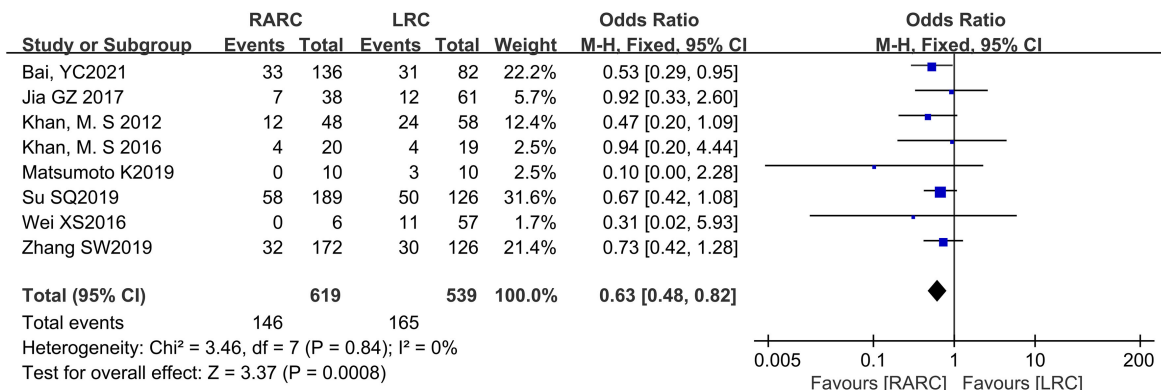 RARC LRC Odds Ratio Odds Ratio
Study or Subgroup Events Total Events Total Weight M-H, Fixed, 95% CI M-H, Fixed, 95% CI
Bai, YC2021 33 136 31 82 22.2% 0.53 [0.29, 0.95]
Jia GZ 2017 7 38 12 61 5.7% 0.92 [0.33, 2.60]
Khan, M. S 2012 12 48 24 58 12.4% 0.47 [0.20, 1.09]
Khan, M. S 2016 4 20 4 19 2.5% 0.94 [0.20, 4.44]
Matsumoto K2019 0 10 3 10 2.5% 0.10 [0.00, 2.28]
Su SQ2019 58 189 50 126 31.6% 0.67 [0.42, 1.08]
Wei XS2016 0 6 11 57 1.7% 0.31 [0.02, 5.93]
Zhang SW2019 32 172 30 126 21.4% 0.73 [0.42, 1.28]
Total (95% CI) 619 539 100.0% 0.63 [0.48, 0.82]
Total events 146 165
Heterogeneity: Chi² = 3.46, df = 7 (P = 0.84); I² = 0%
Test for overall effect: Z = 3.37 (P = 0.0008)
0.005 0.1 1 10 200
Favours [RARC] Favours [LRC]